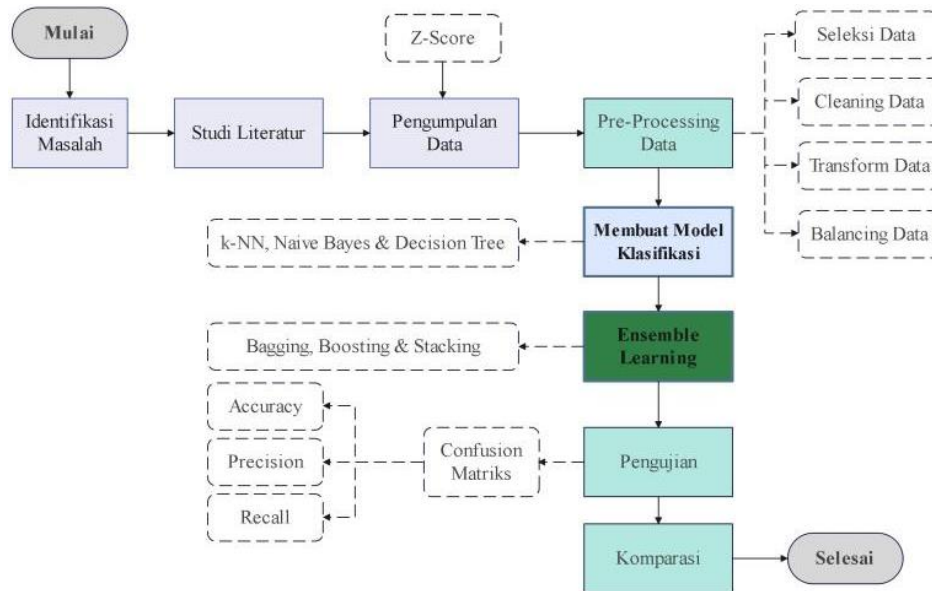 Mulai
Z-Score
Seleksi Data
Identifikasi
Masalah
Studi Literatur
Pengumpulan
Data
Pre-Processing
Data
Cleaning Data
Transform Data
Balancing Data
k-NN, Naive Bayes & Decision Tree
Membuat Model
Klasifikasi
Bagging, Boosting & Stacking
Ensemble
Learning
Accuracy
Precision
Recall
Confusion
Matriks
Pengujian
Komparasi
Selesai